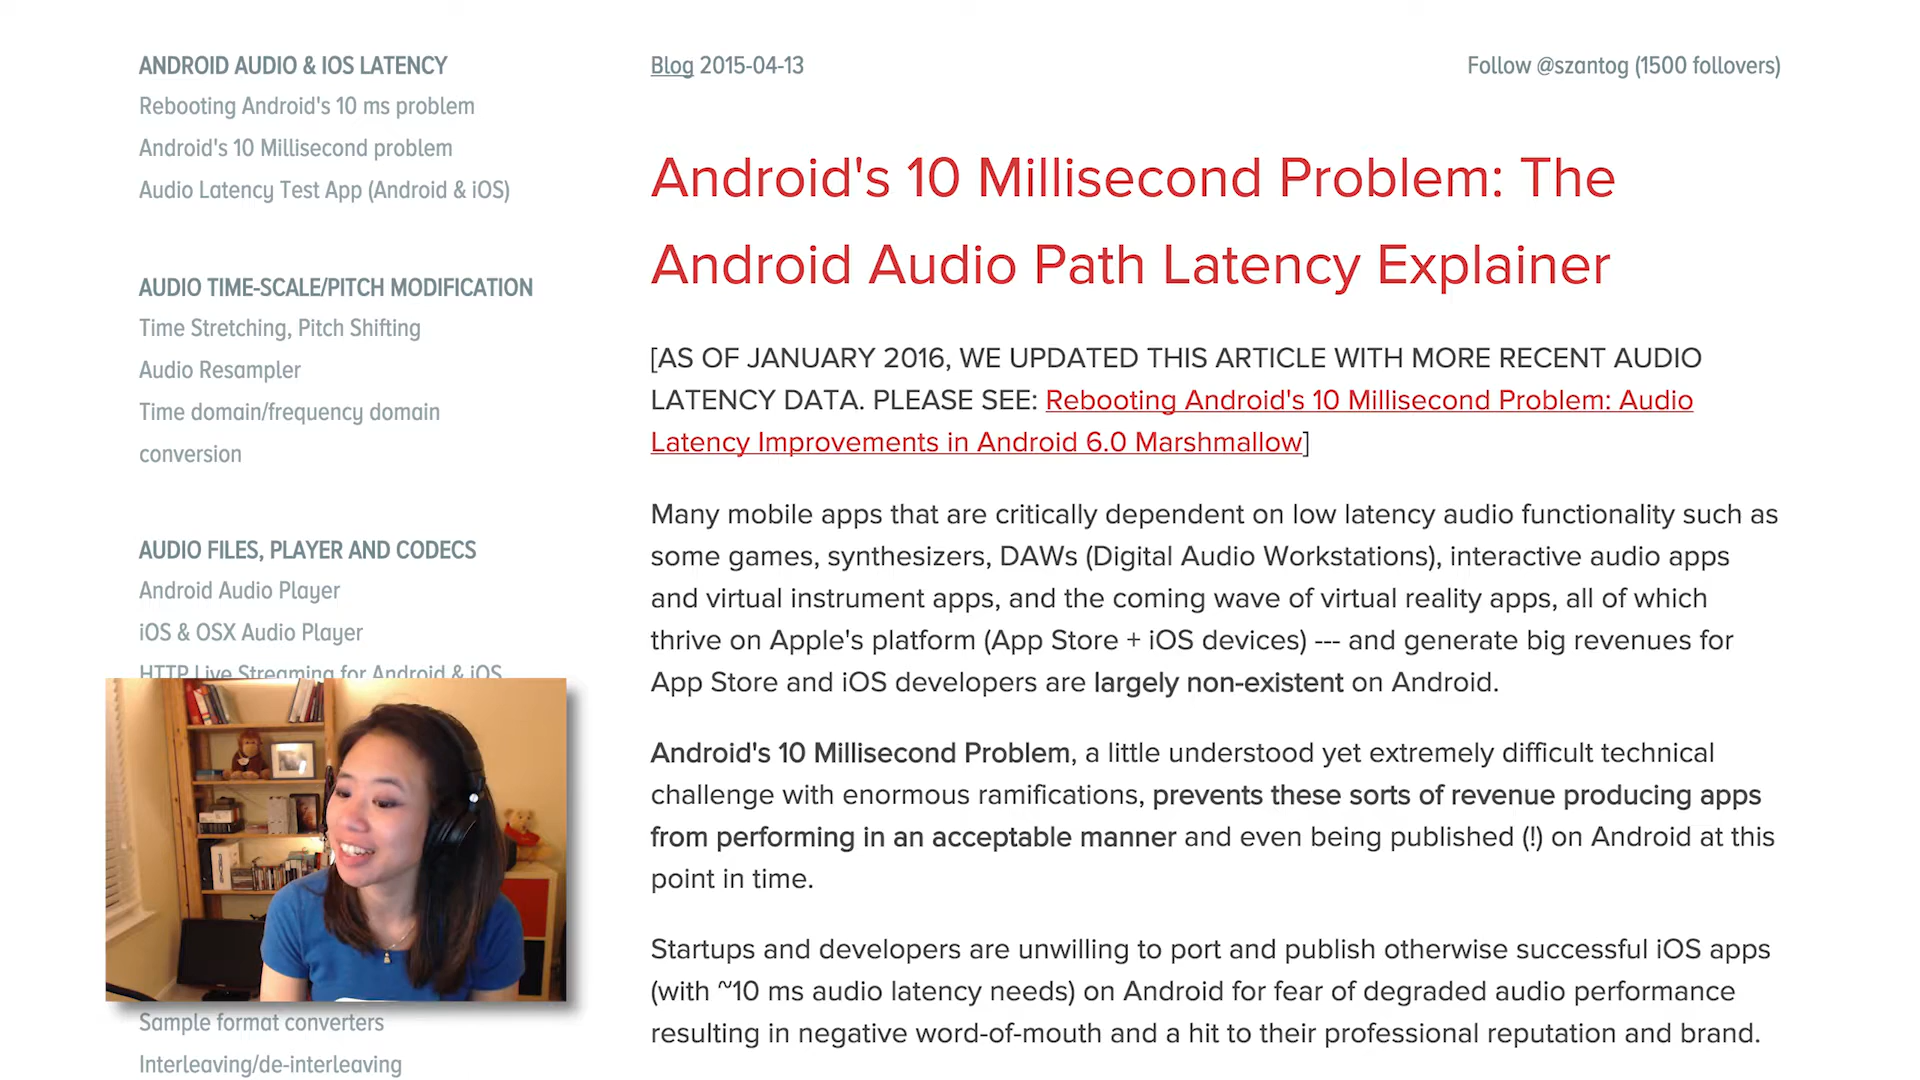 ANDROID AUDIO & IOS LATENCY
Rebooting Android's 10 ms problem
Android's 10 Millisecond problem
Audio Latency Test App (Android & iOS)
AUDIO TIME-SCALE/PITCH MODIFICATION
Time Stretching, Pitch Shifting
Audio Resampler
Time domain/frequency domain
conversion
AUDIO FILES, PLAYER AND CODECS
Android Audio Player
iOS & OSX Audio Player
HTTP Live Streaming for Android & iOS
Sample format converters
Interleaving/de-interleaving
Blog 2015-04-13
Follow @szantog (1500 follovers)
Android's 10 Millisecond Problem: The
Android Audio Path Latency Explainer
[AS OF JANUARY 2016, WE UPDATED THIS ARTICLE WITH MORE RECENT AUDIO
LATENCY DATA. PLEASE SEE: Rebooting Android's 10 Millisecond Problem: Audio
Latency Improvements in Android 6.0 Marshmallow]
Many mobile apps that are critically dependent on low latency audio functionality such as
some games, synthesizers, DAWs (Digital Audio Workstations), interactive audio apps
and virtual instrument apps, and the coming wave of virtual reality apps, all of which
thrive on Apple's platform (App Store + iOS devices) --- and generate big revenues for
App Store and iOS developers are largely non-existent on Android.
Android's 10 Millisecond Problem, a little understood yet extremely difficult technical
challenge with enormous ramifications, prevents these sorts of revenue producing apps
from performing in an acceptable manner and even being published (!) on Android at this
point in time.
Startups and developers are unwilling to port and publish otherwise successful iOS apps
(with ~10 ms audio latency needs) on Android for fear of degraded audio performance
resulting in negative word-of-mouth and a hit to their professional reputation and brand.